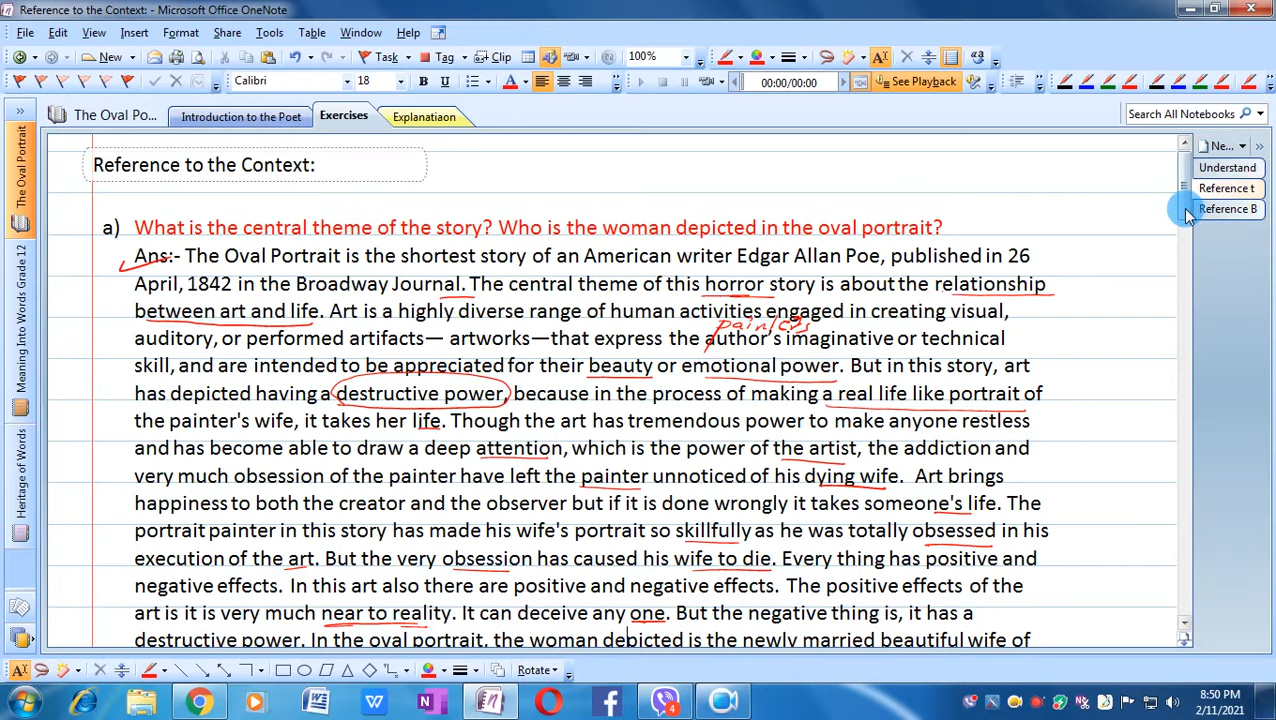 Reference to the Context:- Microsoft Office OneNote
File Edit View Insert Format Share Tools Table Window Help
New Task Tag Clip 100%
Calibri 18 B U A 00:00/00:00 See Playback
The Oval Po... Introduction to the Poet Exercises Explanatiaon Search All Notebooks
Ne...
Understand
Reference t
Reference B
The Oval Portrait
Meaning Into Words Grade 12
Heritage of Words
Reference to the Context:
a) What is the central theme of the story? Who is the woman depicted in the oval portrait?
Ans:- The Oval Portrait is the shortest story of an American writer Edgar Allan Poe, published in 26
April, 1842 in the Broadway Journal. The central theme of this horror story is about the relationship
between art and life. Art is a highly diverse range of human activities engaged in creating visual,
painter's
auditory, or performed artifacts— artworks—that express the author's imaginative or technical
skill, and are intended to be appreciated for their beauty or emotional power. But in this story, art
has depicted having a destructive power, because in the process of making a real life like portrait of
the painter's wife, it takes her life. Though the art has tremendous power to make anyone restless
and has become able to draw a deep attention, which is the power of the artist, the addiction and
very much obsession of the painter have left the painter unnoticed of his dying wife.  Art brings
happiness to both the creator and the observer but if it is done wrongly it takes someone's life. The
portrait painter in this story has made his wife's portrait so skillfully as he was totally obsessed in his
execution of the art. But the very obsession has caused his wife to die. Every thing has positive and
negative effects. In this art also there are positive and negative effects. The positive effects of the
art is it is very much near to reality. It can deceive any one. But the negative thing is, it has a
destructive power. In the oval portrait, the woman depicted is the newly married beautiful wife of
Rotate
4
8:50 PM
2/11/2021